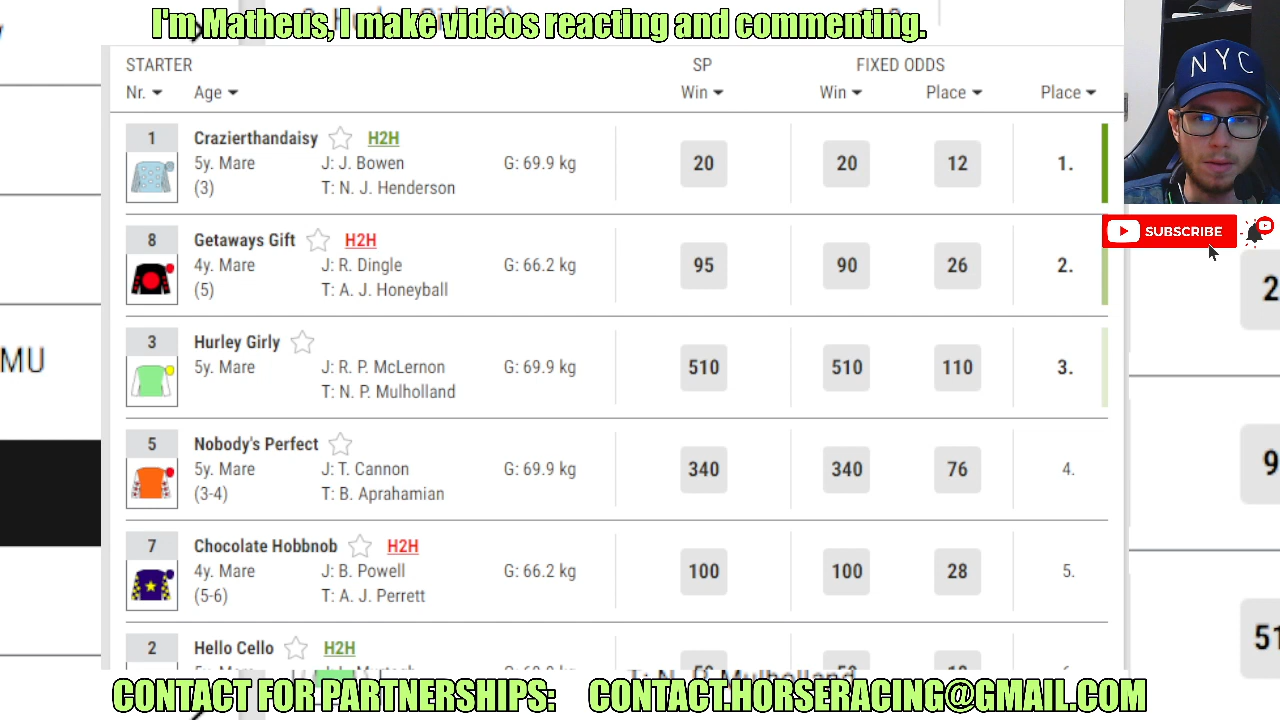 I'm Matheus, I make videos reacting and commenting.
STARTER SP FIXED ODDS
Nr. Age Win Win Place Place
1 Crazierthandaisy H2H
5y. Mare J: J. Bowen G: 69.9 kg 20 20 12 1.
(3) T: N. J. Henderson
NYC
SUBSCRIBE
8 Getaways Gift H2H
4y. Mare J: R. Dingle G: 66.2 kg 95 90 26 2.
(5) T: A. J. Honeyball
3 Hurley Girly
5y. Mare J: R. P. McLernon G: 69.9 kg 510 510 110 3.
T: N. P. Mulholland
MU
5 Nobody's Perfect
5y. Mare J: T. Cannon G: 69.9 kg 340 340 76 4.
(3-4) T: B. Aprahamian
7 Chocolate Hobbnob H2H
4y. Mare J: B. Powell G: 66.2 kg 100 100 28 5.
(5-6) T: A. J. Perrett
2 Hello Cello H2H
T: N. P. Mulholland
2
9
51
CONTACT FOR PARTNERSHIPS: CONTACT.HORSERACING@GMAIL.COM